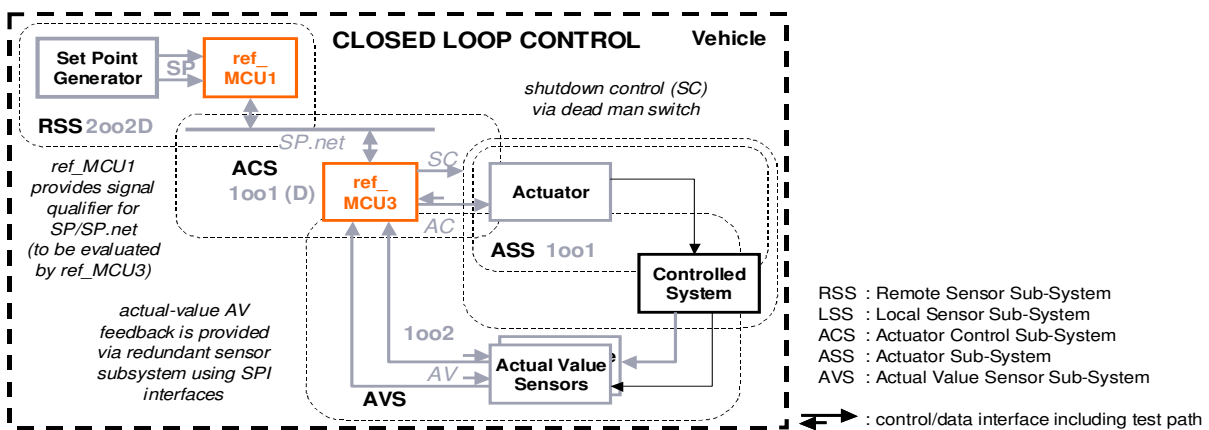 CLOSED LOOP CONTROL
Vehicle
Set Point
Generator
SP
ref_
MCU1
RSS 2oo2D
shutdown control (SC)
via dead man switch
SP.net
ref_MCU1
provides signal
qualifier for
SP/SP.net
(to be evaluated
by ref_MCU3)
ACS
1oo1 (D)
ref_
MCU3
SC
AC
Actuator
ASS 1oo1
Controlled
System
actual-value AV
feedback is provided
via redundant sensor
subsystem using SPI
interfaces
1oo2
AV
AVS
e
Actual Value
Sensors
RSS : Remote Sensor Sub-System
LSS : Local Sensor Sub-System
ACS : Actuator Control Sub-System
ASS : Actuator Sub-System
AVS : Actual Value Sensor Sub-System
: control/data interface including test path